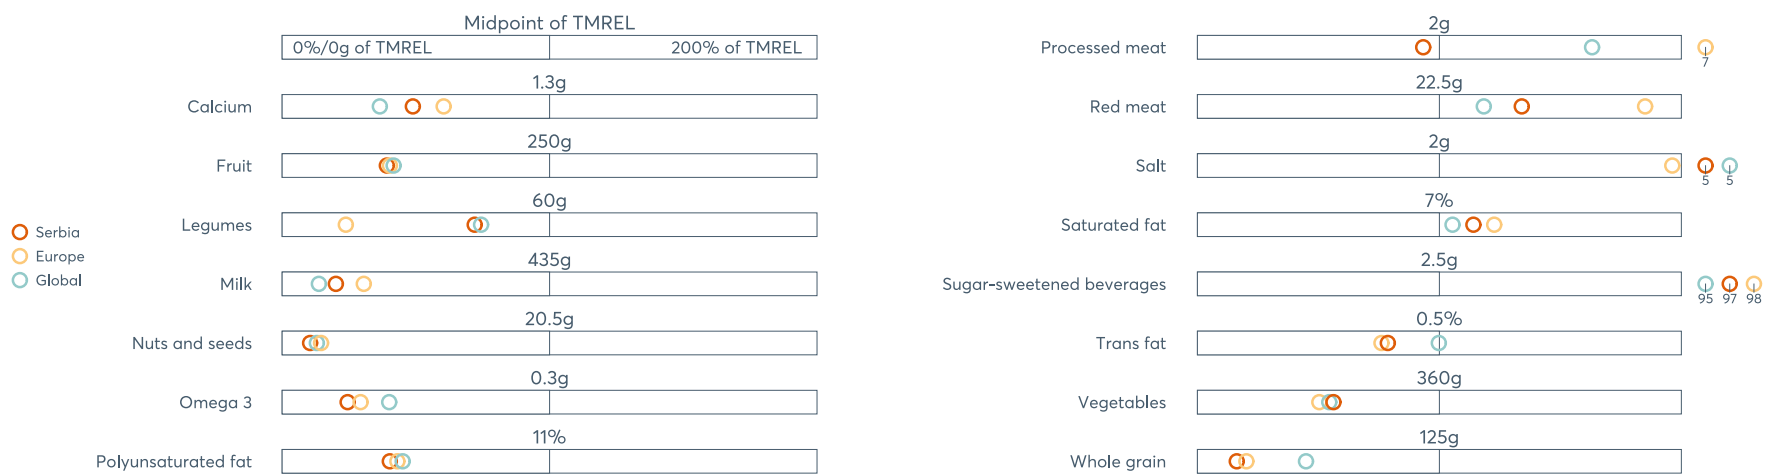 Midpoint of TMREL
0%/0g of TMREL
200% of TMREL
1.3g
Calcium
250g
Fruit
60g
Legumes
435g
Milk
20.5g
Nuts and seeds
0.3g
Omega 3
11%
Polyunsaturated fat
Serbia
Europe
Global
2g
Processed meat
7
22.5g
Red meat
2g
Salt
5 5
7%
Saturated fat
2.5g
Sugar-sweetened beverages
95 97 98
0.5%
Trans fat
360g
Vegetables
125g
Whole grain